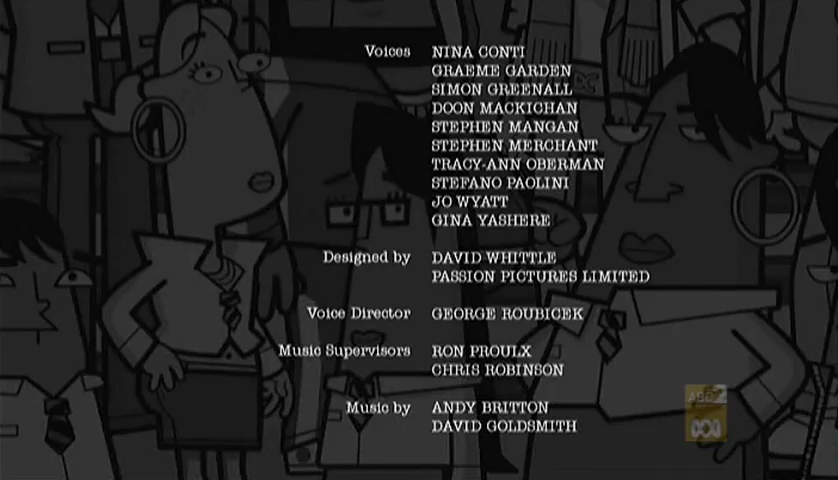 Voices NINA CONTI
GRAEME GARDEN
SIMON GREENALL
DOON MACKICHAN
STEPHEN MANGAN
STEPHEN MERCHANT
TRACY-ANN OBERMAN
STEFANO PAOLINI
JO WYATT
GINA YASHERE
Designed by DAVID WHITTLE
PASSION PICTURES LIMITED
Voice Director GEORGE ROUBICEK
Music Supervisors RON PROULX
CHRIS ROBINSON
Music by ANDY BRITTON
DAVID GOLDSMITH
ABC2